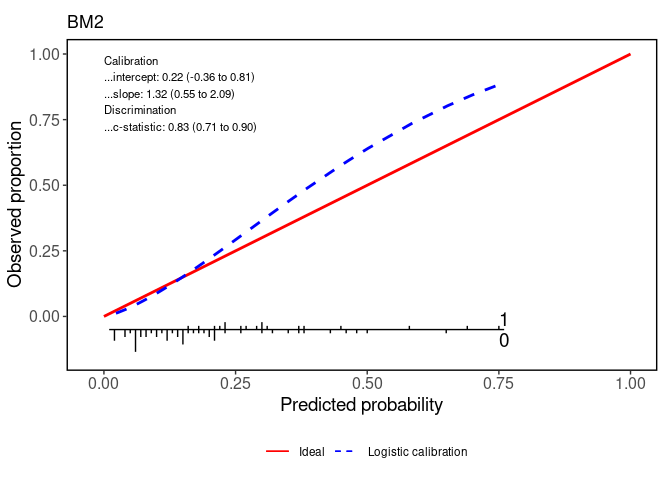 BM2
Calibration
...intercept: 0.22 (-0.36 to 0.81)
...slope: 1.32 (0.55 to 2.09)
Discrimination
...c-statistic: 0.83 (0.71 to 0.90)
Observed proportion
1.00
0.75
0.50
0.25
0.00
1
0
0.00 0.25 0.50 0.75 1.00
Predicted probability
Ideal Logistic calibration